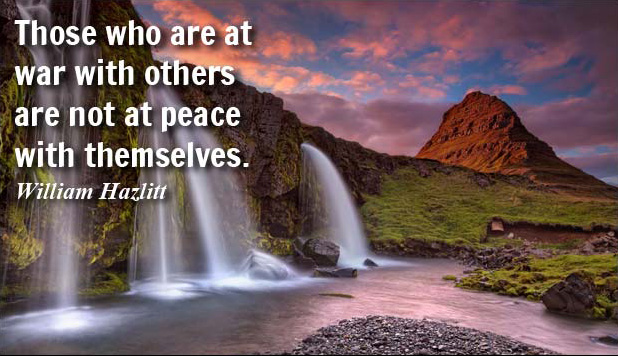 Those who are at
war with others
are not at peace
with themselves.
William Hazlitt